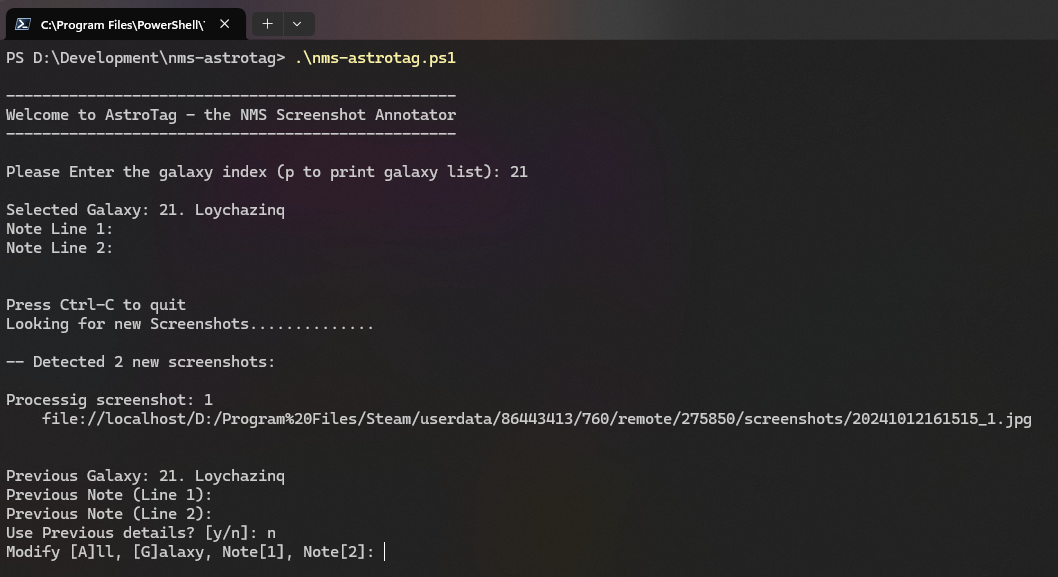 C:\Program Files\PowerShell\
PS D:\Development\nms-astrotag> .\nms-astrotag.ps1
--------------------------------------------------
Welcome to AstroTag - the NMS Screenshot Annotator
--------------------------------------------------
Please Enter the galaxy index (p to print galaxy list): 21
Selected Galaxy: 21. Loychazinq
Note Line 1:
Note Line 2:
Press Ctrl-C to quit
Looking for new Screenshots..............
-- Detected 2 new screenshots:
Processig screenshot: 1
file://localhost/D:/Program%20Files/Steam/userdata/86443413/760/remote/275850/screenshots/20241012161515_1.jpg
Previous Galaxy: 21. Loychazinq
Previous Note (Line 1):
Previous Note (Line 2):
Use Previous details? [y/n]: n
Modify [A]ll, [G]alaxy, Note[1], Note[2]: